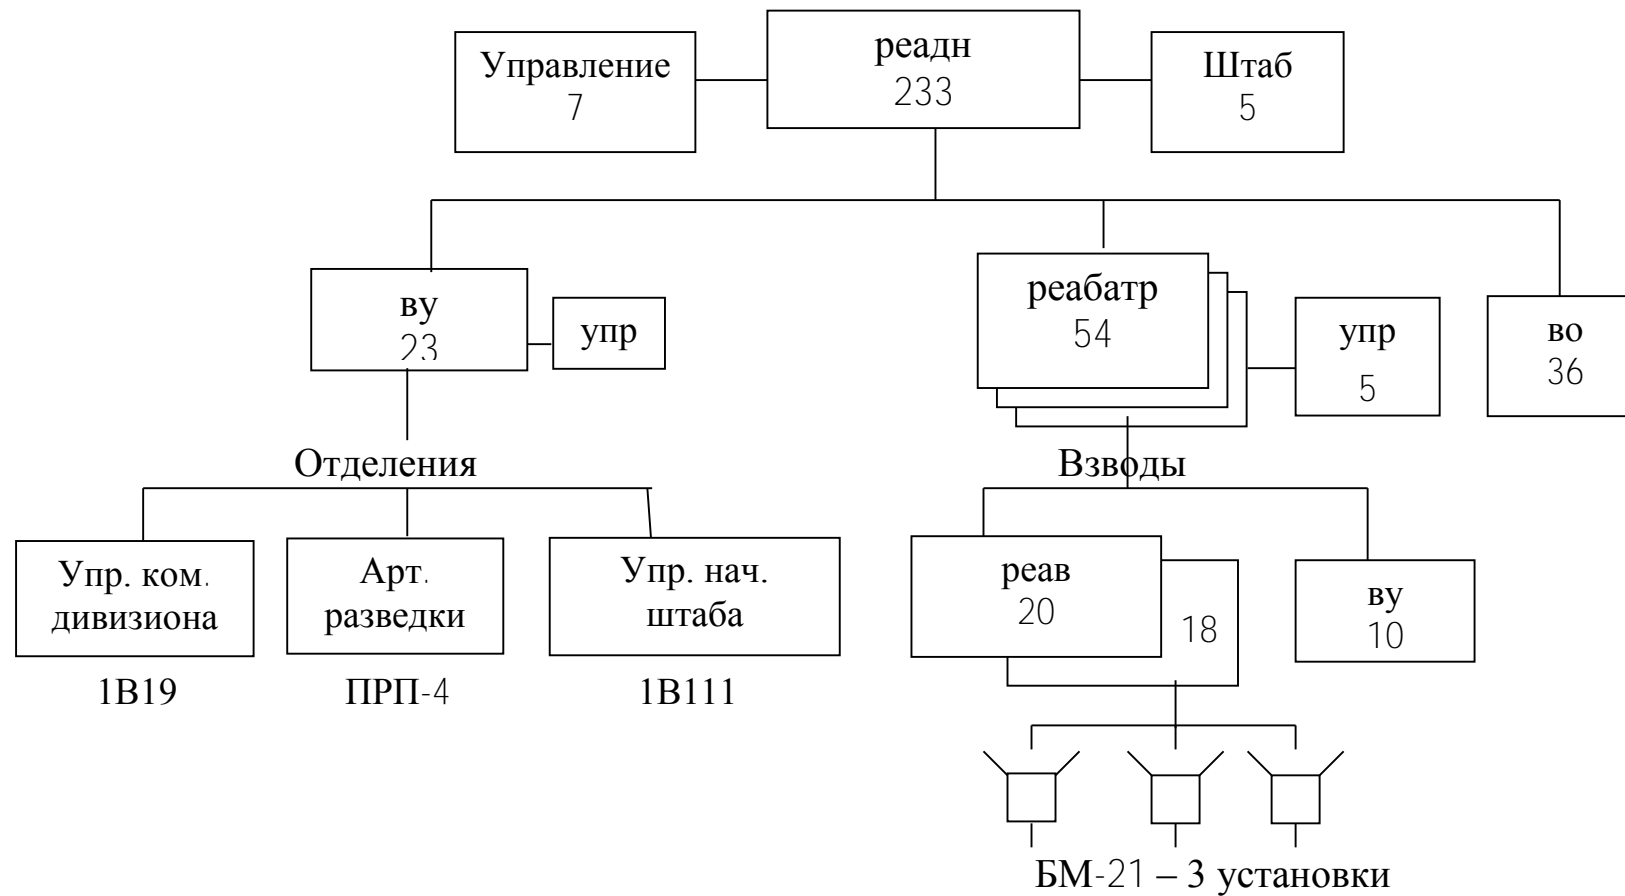 Управление
7
реадн
233
Штаб
5
ву
23
упр
реабатр
54
упр
5
во
36
Отделения
Взводы
Упр. ком.
дивизиона
Арт.
разведки
Упр. нач.
штаба
реав
20
18
ву
10
1В19
ПРП-4
1В111
БМ-21 – 3 установки